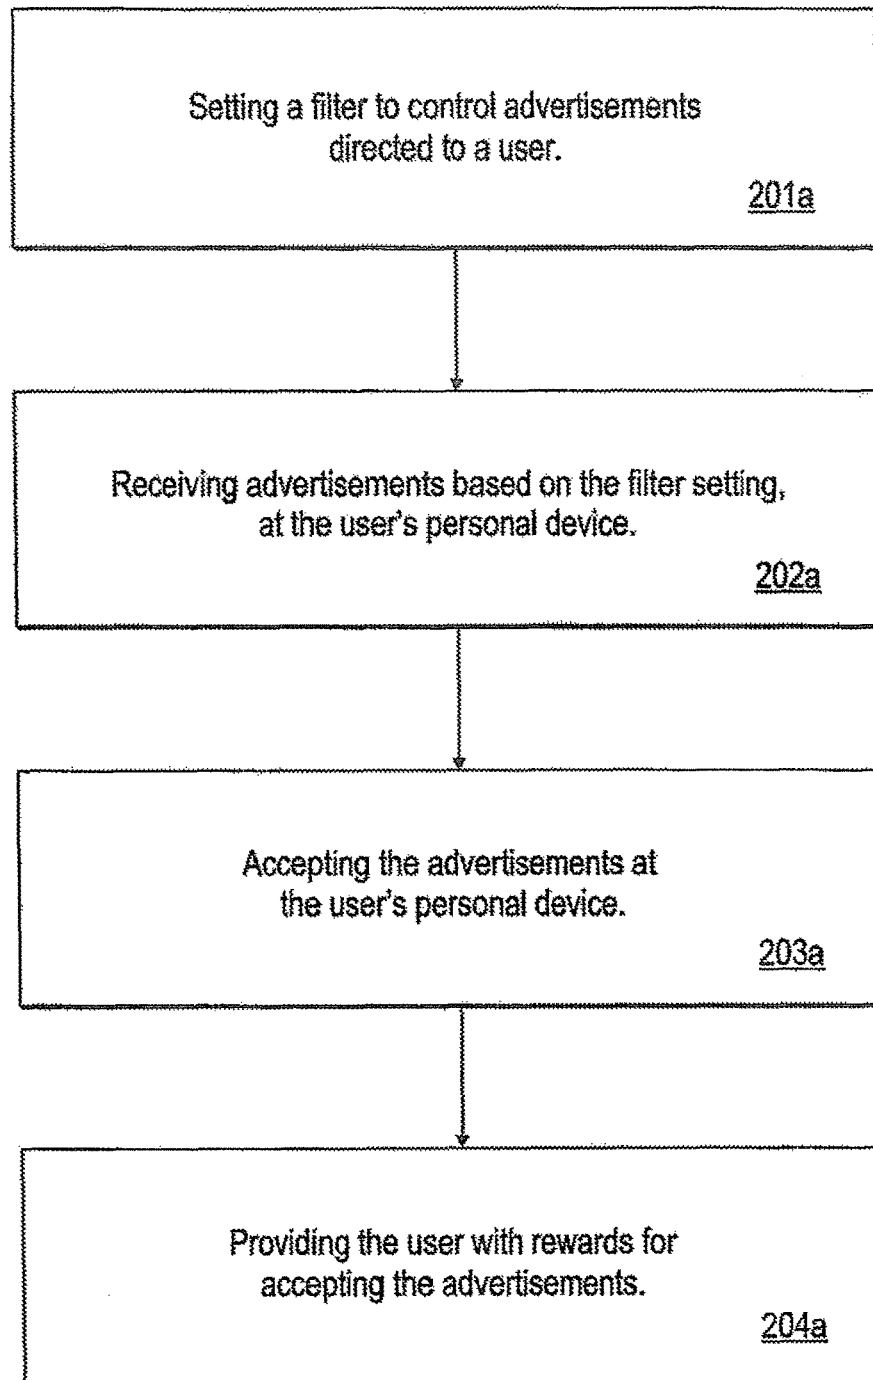 Setting a filter to control advertisements
directed to a user.
201a
Receiving advertisements based on the filter setting,
at the user's personal device.
202a
Accepting the advertisements at
the user's personal device.
203a
Providing the user with rewards for
accepting the advertisements.
204a